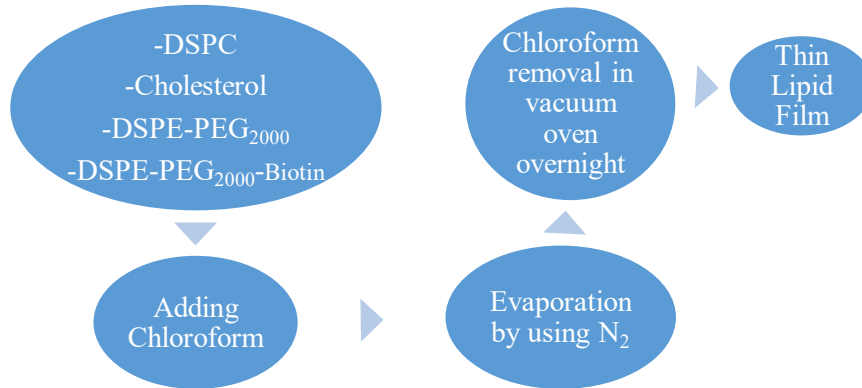 -DSPC
-Cholesterol
-DSPE-PEG₂₀₀₀
-DSPE-PEG₂₀₀₀-Biotin
Adding
Chloroform
Evaporation
by using N₂
Chloroform
removal in
vacuum
oven
overnight
Thin
Lipid
Film